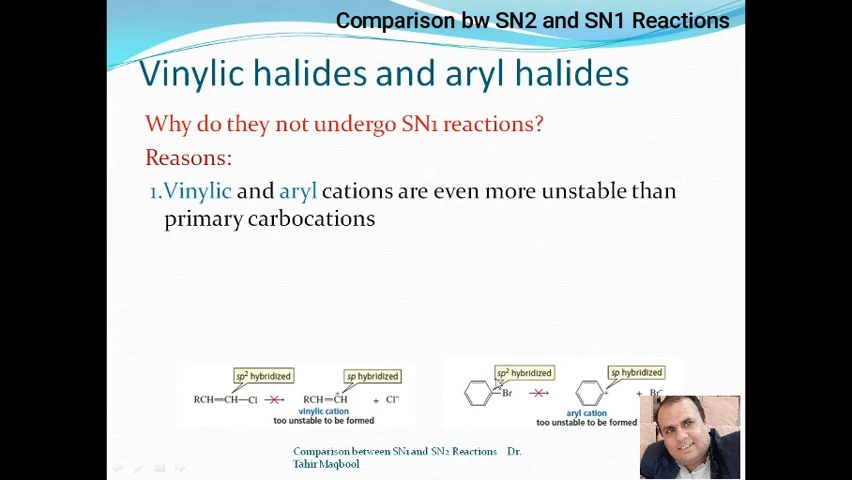 Comparison bw SN2 and SN1 Reactions
Vinylic halides and aryl halides
Why do they not undergo SN1 reactions?
Reasons:
1.Vinylic and aryl cations are even more unstable than
primary carbocations
sp² hybridized
sp hybridized
RCH=CH—Cl
RCH=CH⁺ + Cl⁻
vinylic cation
too unstable to be formed
sp² hybridized
sp hybridized
Br
+ + Br⁻
aryl cation
too unstable to be formed
Comparison between SN1 and SN2 Reactions Dr.
Tahir Maqbool